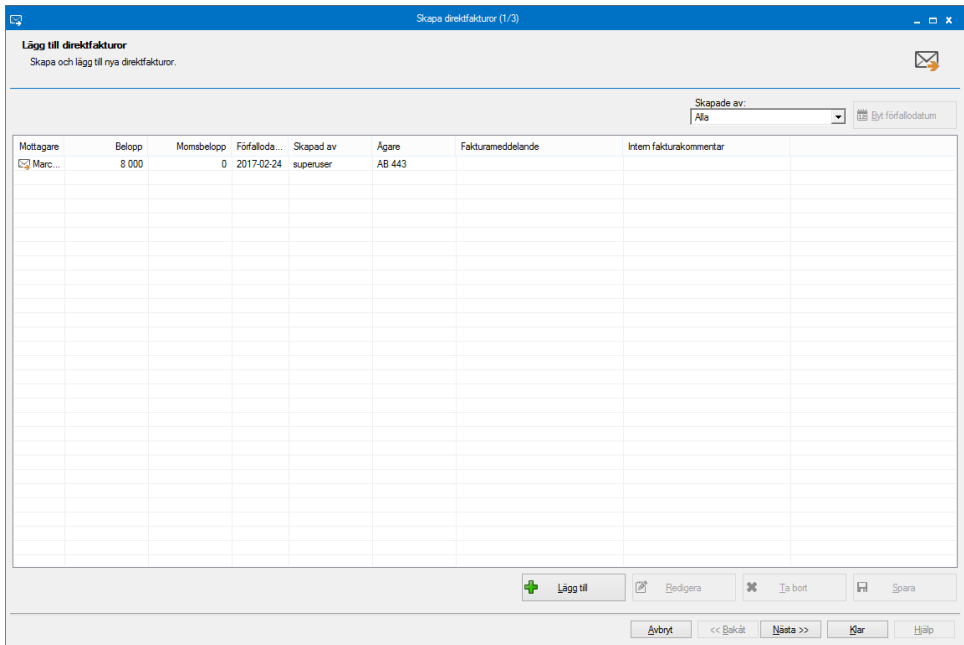 Skapa direktfakturor (1/3)
Lägg till direktfakturor
Skapa och lägg till nya direktfakturor.
Skapade av:
Alla
Byt förfallodatum
Mottagare Belopp Momsbelopp Förfalloda... Skapad av Ägare Fakturameddelande Intern fakturakommentar
Marc... 8 000 0 2017-02-24 superuser AB 443
Lägg till Redigera Ta bort Spara
Avbryt << Bakåt Nästa >> Klar Hjälp